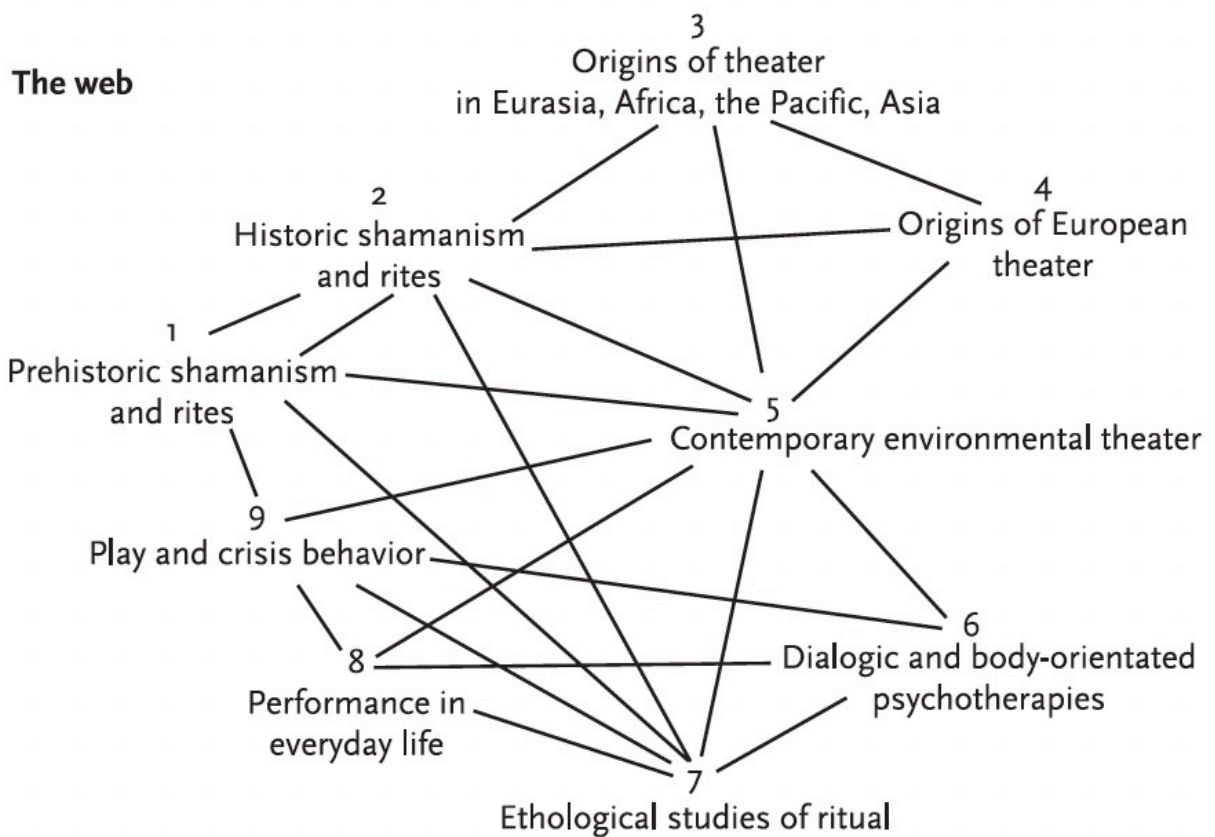 The web
3
Origins of theater
in Eurasia, Africa, the Pacific, Asia
2
Historic shamanism
and rites
4
Origins of European
theater
1
Prehistoric shamanism
and rites
5
Contemporary environmental theater
9
Play and crisis behavior
6
Dialogic and body-orientated
psychotherapies
8
Performance in
everyday life
7
Ethological studies of ritual